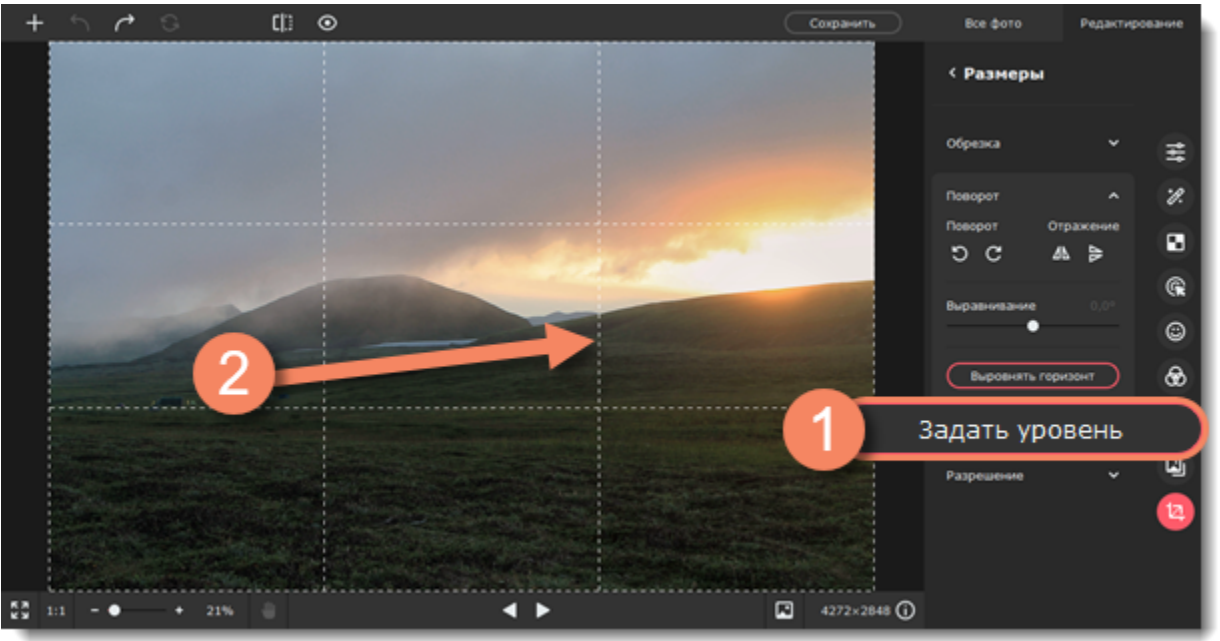 Сохранить
Все фото
Редактирование
< Размеры
Обрезка
Поворот
Поворот Отражение
Выравнивание 0,0°
Выровнять горизонт
1 Задать уровень
2
Разрешение
1:1 - + 21%
4272×2848